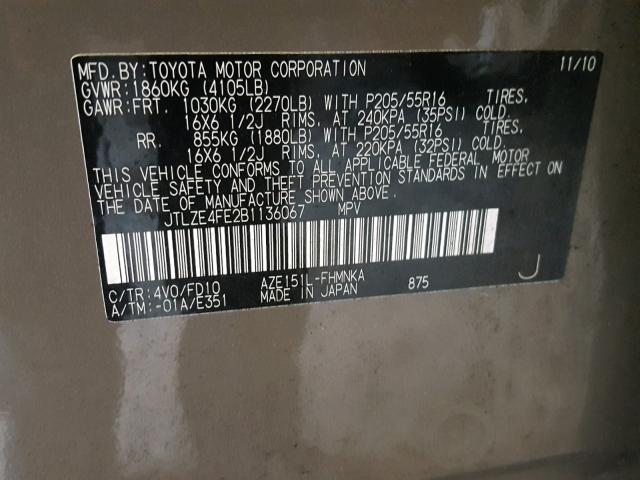 MFD.BY:TOYOTA MOTOR CORPORATION 11/10
GVWR:1860KG (4105LB)
GAWR:FRT. 1030KG (2270LB) WITH P205/55R16 TIRES.
16X6 1/2J RIMS. AT 240KPA (35PSI) COLD.
RR. 855KG (1880LB) WITH P205/55R16 TIRES.
16X6 1/2J RIMS. AT 220KPA (32PSI) COLD.
THIS VEHICLE CONFORMS TO ALL APPLICABLE FEDERAL MOTOR
VEHICLE SAFETY AND THEFT PREVENTION STANDARDS IN EFFECT ON
THE DATE OF MANUFACTURE SHOWN ABOVE.
JTLZE4FE2B1136067 MPV
C/TR:4V0/FD10 AZE151L-FHMNKA 875 J
A/TM:-01A/E351 MADE IN JAPAN